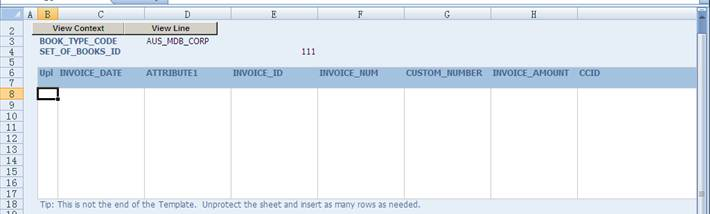 B C D E F G H
2 View Context View Line
3 BOOK_TYPE_CODE AUS_MDB_CORP
4 SET_OF_BOOKS_ID 111
5
6 Upl INVOICE_DATE ATTRIBUTE1 INVOICE_ID INVOICE_NUM CUSTOM_NUMBER INVOICE_AMOUNT CCID
7
8
9
10
11
12
13
14
15
16
17
18 Tip: This is not the end of the Template. Unprotect the sheet and insert as many rows as needed.